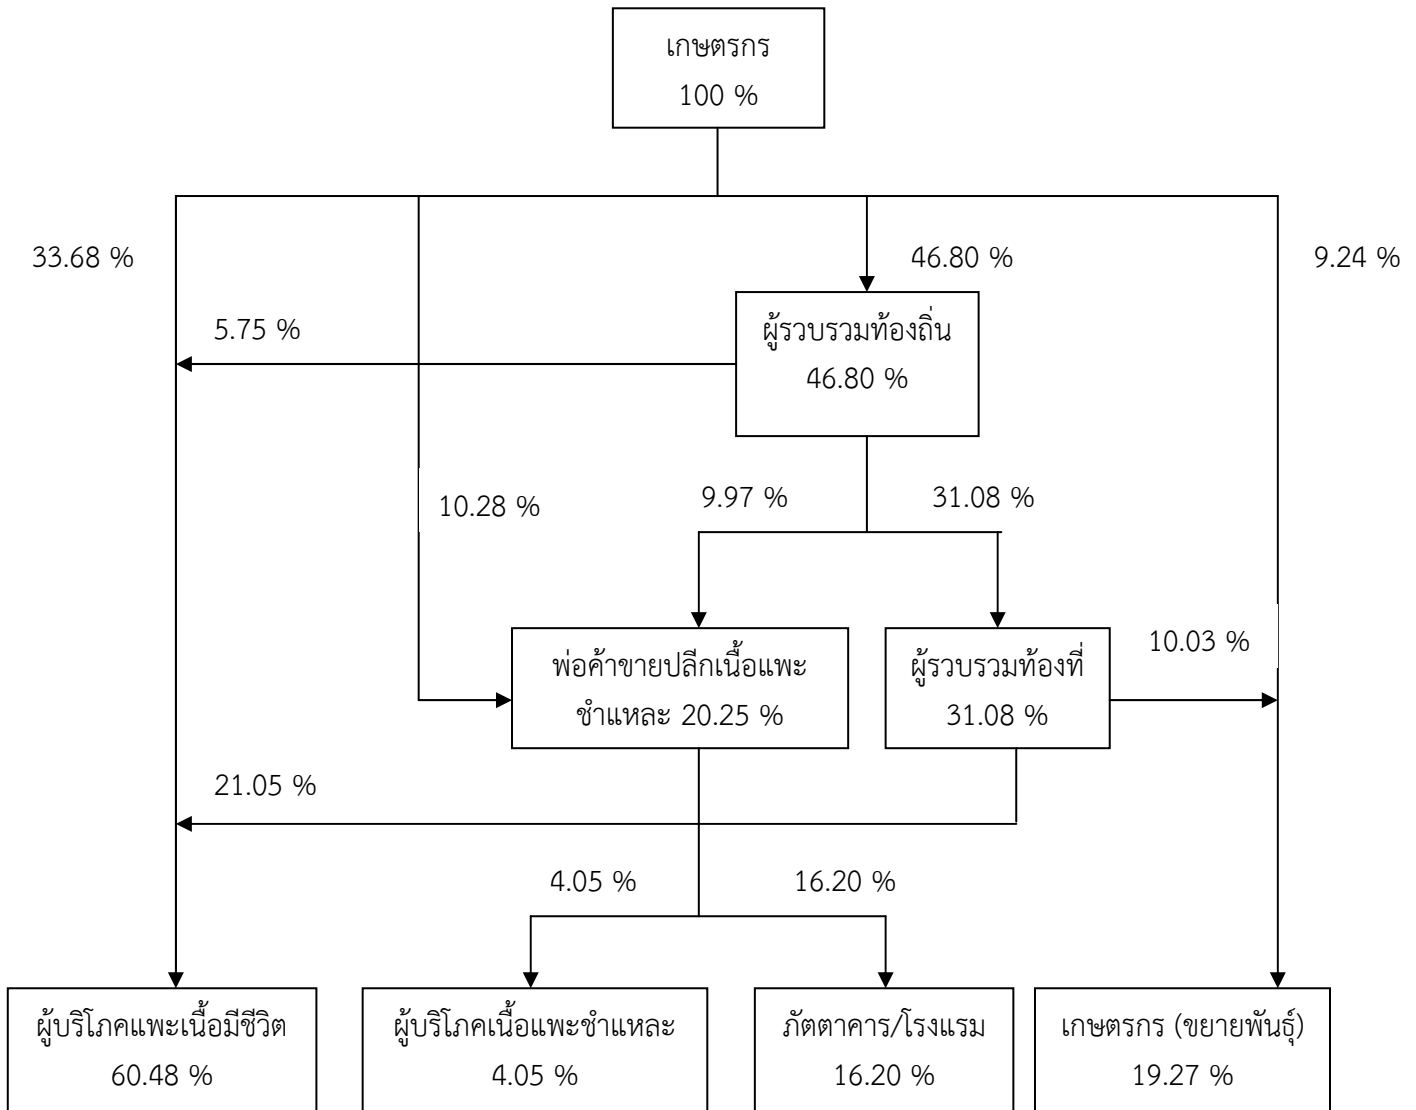 เกษตรกร
100 %
33.68 %
46.80 %
9.24 %
5.75 %
ผู้รวบรวมท้องถิ่น
46.80 %
10.28 %
9.97 %
31.08 %
พ่อค้าขายปลีกเนื้อแพะ
ชำแหละ 20.25 %
ผู้รวบรวมท้องที่
31.08 %
10.03 %
21.05 %
4.05 %
16.20 %
ผู้บริโภคแพะเนื้อมีชีวิต
60.48 %
ผู้บริโภคเนื้อแพะชำแหละ
4.05 %
ภัตตาคาร/โรงแรม
16.20 %
เกษตรกร (ขยายพันธุ์)
19.27 %